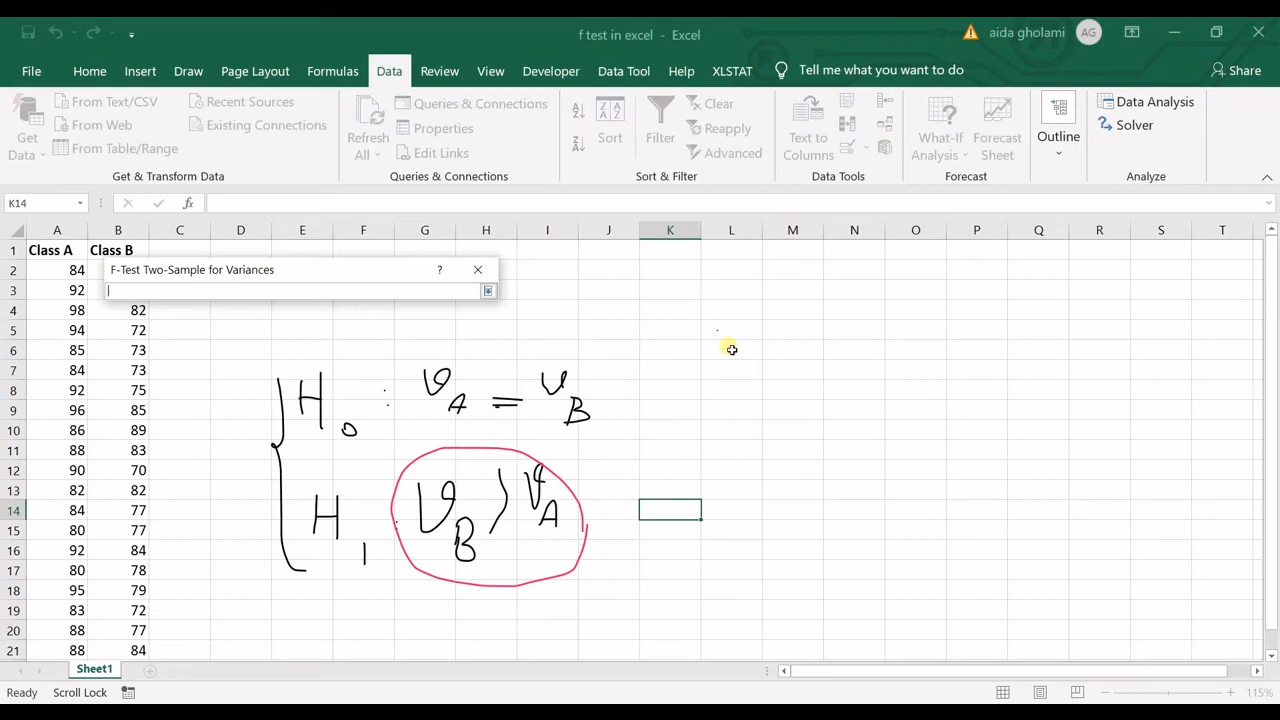 f test in excel - Excel
aida gholami AG
File Home Insert Draw Page Layout Formulas Data Review View Developer Data Tool Help XLSTAT Tell me what you want to do Share
Get Data
From Text/CSV
From Web
From Table/Range
Recent Sources
Existing Connections
Get & Transform Data
Refresh All
Queries & Connections
Properties
Edit Links
Queries & Connections
Sort
Filter
Clear
Reapply
Advanced
Sort & Filter
Text to Columns
Data Tools
What-If Analysis
Forecast Sheet
Forecast
Outline
Data Analysis
Solver
Analyze
K14 fx
A B C D E F G H I J K L M N O P Q R S T
1 Class A Class B
2 84
3 92
F-Test Two-Sample for Variances ?
4 98 82
5 94 72
6 85 73
7 84 73
8 92 75
9 96 85
10 86 89
11 88 83
12 90 70
13 82 82
14 84 77
15 80 77
16 92 84
17 80 78
18 95 79
19 83 72
20 88 77
21 88 84
H0 : VA = VB
H1 : VB > VA
Sheet1
Ready Scroll Lock 115%